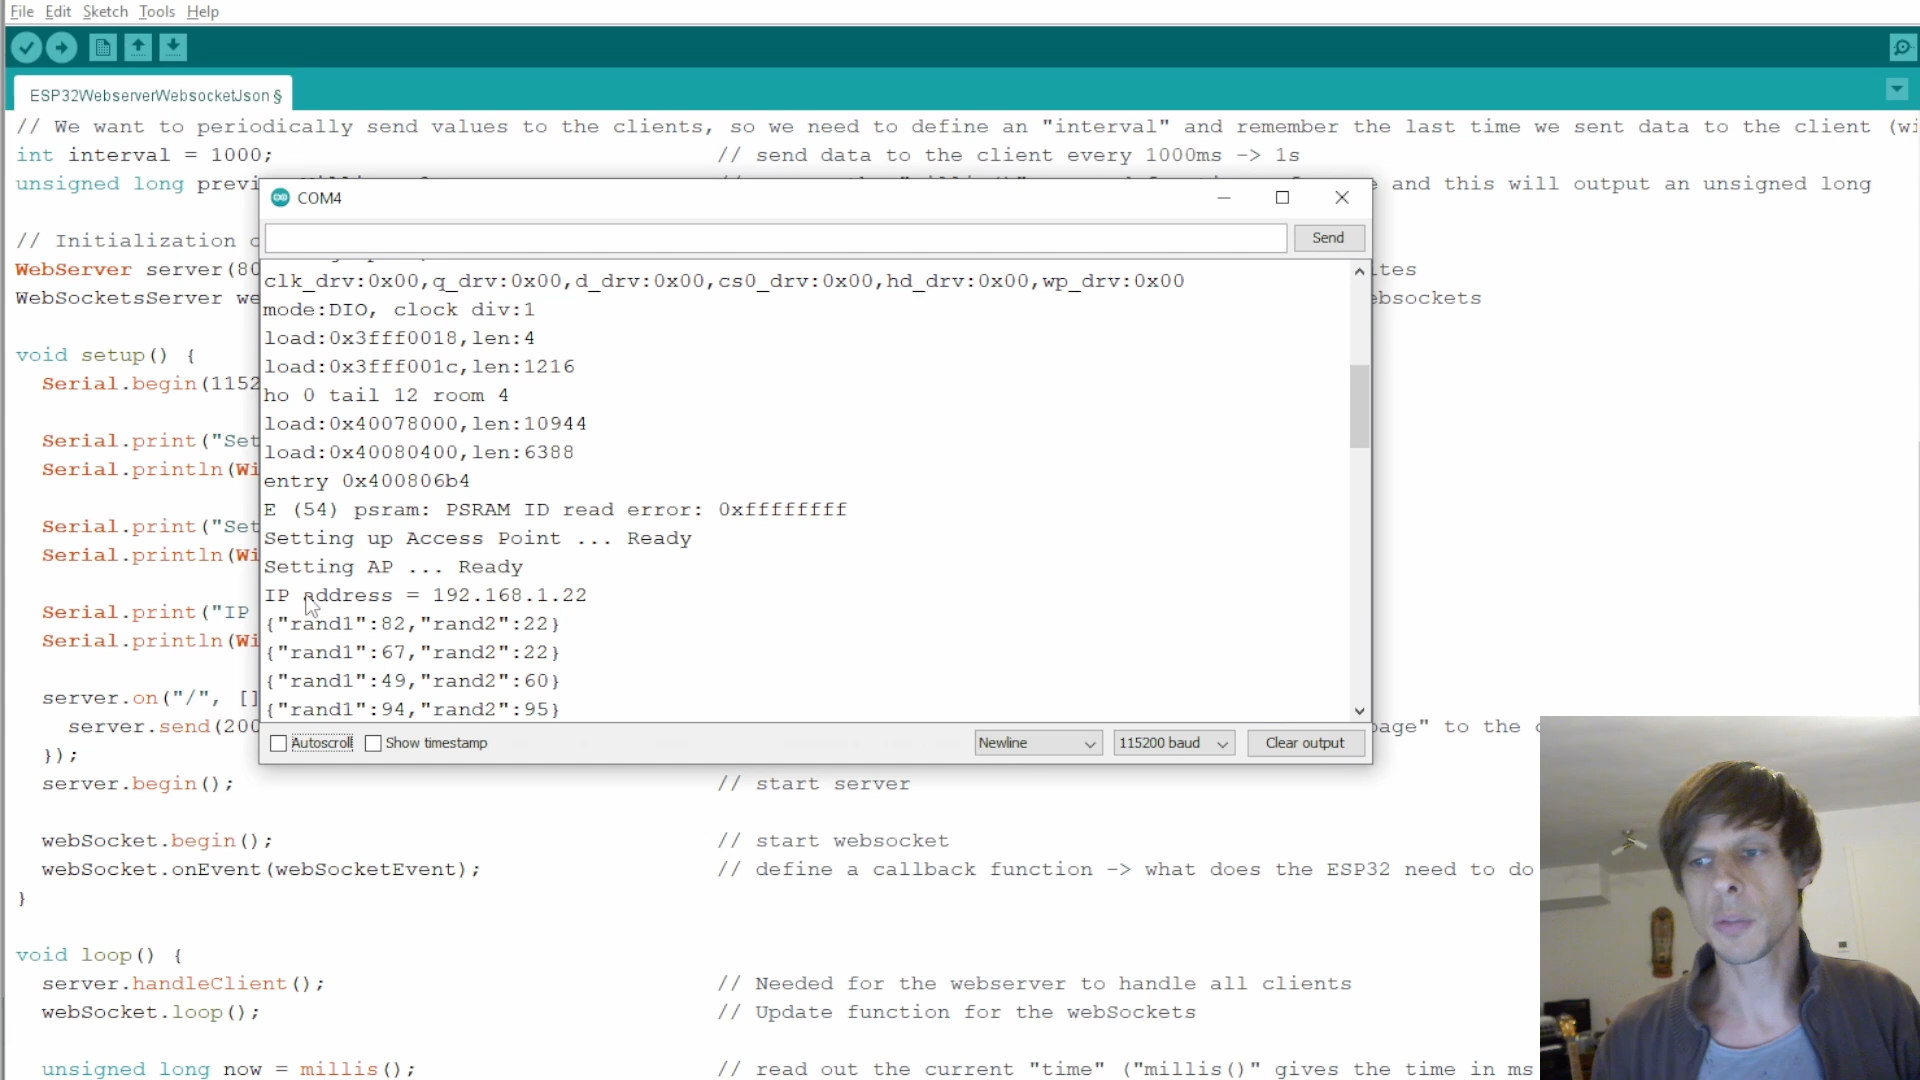 File Edit Sketch Tools Help
ESP32WebserverWebsocketJson §
// We want to periodically send values to the clients, so we need to define an "interval" and remember the last time we sent data to the client (wi
int interval = 1000; // send data to the client every 1000ms -> 1s
unsigned long previ and this will output an unsigned long
COM4
Send
// Initialization
WebServer server(80 ites
WebSocketsServer we ebsockets
void setup() {
Serial.begin(1152
Serial.print("Set
Serial.println(Wi
Serial.print("Set
Serial.println(Wi
Serial.print("IP
Serial.println(Wi
server.on("/", []
server.send(200 page" to the
});
clk_drv:0x00,q_drv:0x00,d_drv:0x00,cs0_drv:0x00,hd_drv:0x00,wp_drv:0x00
mode:DIO, clock div:1
load:0x3fff0018,len:4
load:0x3fff001c,len:1216
ho 0 tail 12 room 4
load:0x40078000,len:10944
load:0x40080400,len:6388
entry 0x400806b4
E (54) psram: PSRAM ID read error: 0xffffffff
Setting up Access Point ... Ready
Setting AP ... Ready
IP address = 192.168.1.22
{"rand1":82,"rand2":22}
{"rand1":67,"rand2":22}
{"rand1":49,"rand2":60}
{"rand1":94,"rand2":95}
Autoscroll Show timestamp Newline 115200 baud Clear output
server.begin(); // start server
webSocket.begin(); // start websocket
webSocket.onEvent(webSocketEvent); // define a callback function -> what does the ESP32 need to do
}
void loop() {
server.handleClient(); // Needed for the webserver to handle all clients
webSocket.loop(); // Update function for the webSockets
unsigned long now = millis(); // read out the current "time" ("millis()" gives the time in ms